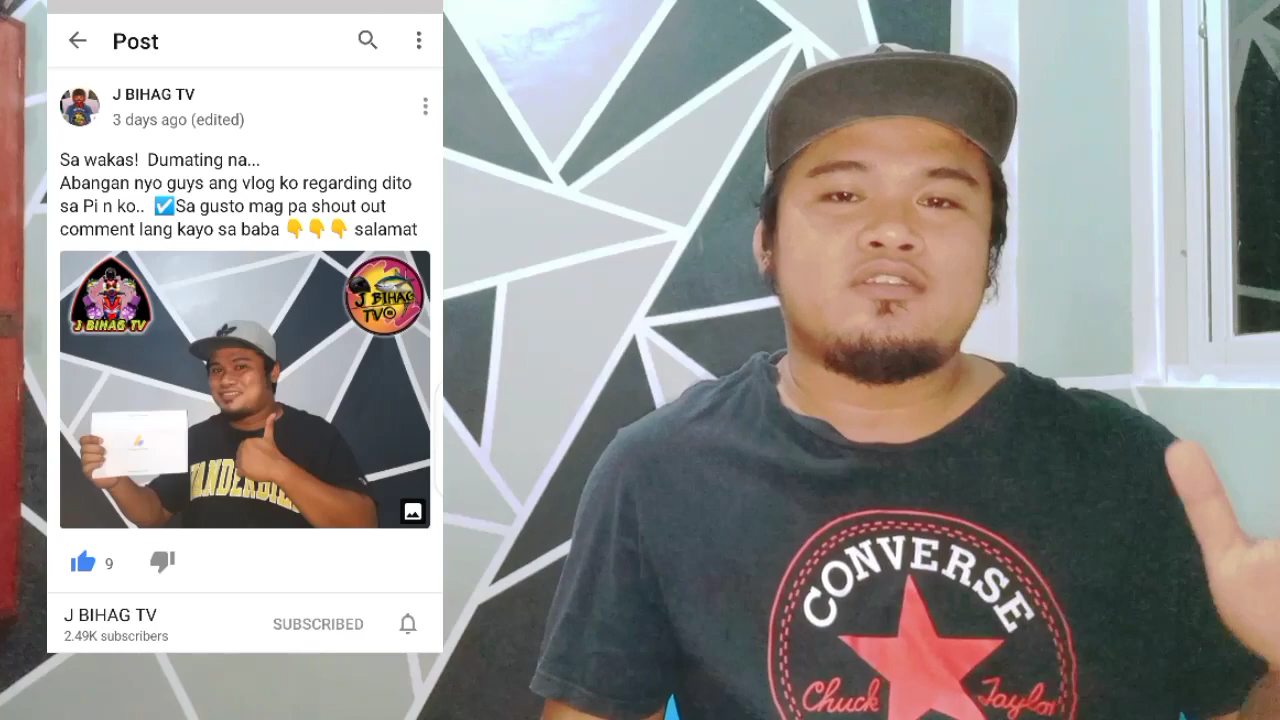 Post
J BIHAG TV
3 days ago (edited)
Sa wakas!  Dumating na...
Abangan nyo guys ang vlog ko regarding dito
sa Pi n ko..  ☑Sa gusto mag pa shout out
comment lang kayo sa baba 👇👇👇 salamat
J BIHAG TV
J BIHAG
TV
VANDERBIL
9
J BIHAG TV
2.49K subscribers
SUBSCRIBED
CONVERSE
Chuck Taylor